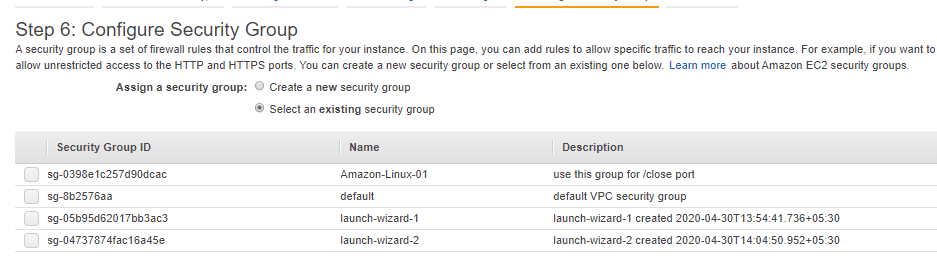 Step 6: Configure Security Group
A security group is a set of firewall rules that control the traffic for your instance. On this page, you can add rules to allow specific traffic to reach your instance. For example, if you want to
allow unrestricted access to the HTTP and HTTPS ports. You can create a new security group or select from an existing one below. Learn more about Amazon EC2 security groups.
Assign a security group: Create a new security group
Select an existing security group
Security Group ID Name Description
sg-0398e1c257d90dcac Amazon-Linux-01 use this group for /close port
sg-8b2576aa default default VPC security group
sg-05b95d62017bb3ac3 launch-wizard-1 launch-wizard-1 created 2020-04-30T13:54:41.736+05:30
sg-04737874fac16a45e launch-wizard-2 launch-wizard-2 created 2020-04-30T14:04:50.952+05:30